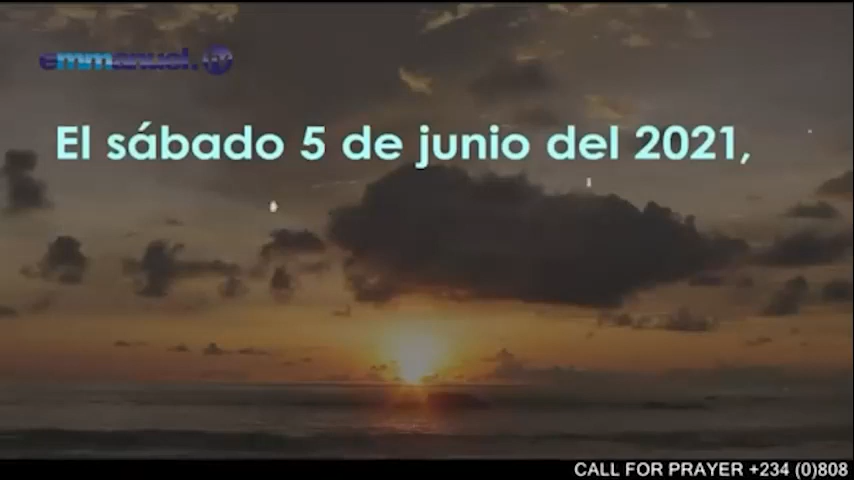 emmanuel.tv
El sábado 5 de junio del 2021,
CALL FOR PRAYER +234 (0)808